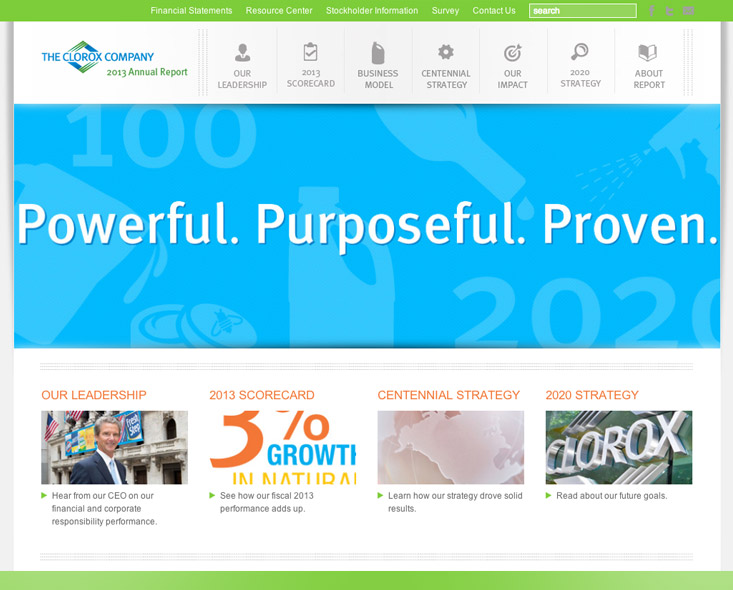 Financial Statements Resource Center Stockholder Information Survey Contact Us search
THE CLOROX COMPANY
2013 Annual Report
OUR LEADERSHIP
2013 SCORECARD
BUSINESS MODEL
CENTENNIAL STRATEGY
OUR IMPACT
2020 STRATEGY
ABOUT REPORT
100
Powerful. Purposeful. Proven.
2020
OUR LEADERSHIP
Fresh Step
Hear from our CEO on our
financial and corporate
responsibility performance.
2013 SCORECARD
3%
GROWTH
IN NATURA
See how our fiscal 2013
performance adds up.
CENTENNIAL STRATEGY
Learn how our strategy drove solid
results.
2020 STRATEGY
CLOROX
Read about our future goals.